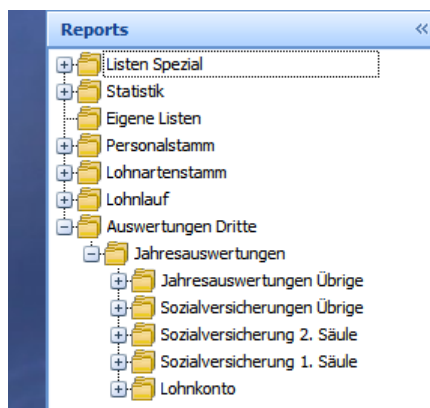 Reports
Listen Spezial
Statistik
Eigene Listen
Personalstamm
Lohnartenstamm
Lohnlauf
Auswertungen Dritte
Jahresauswertungen
Jahresauswertungen Übrige
Sozialversicherungen Übrige
Sozialversicherung 2. Säule
Sozialversicherung 1. Säule
Lohnkonto